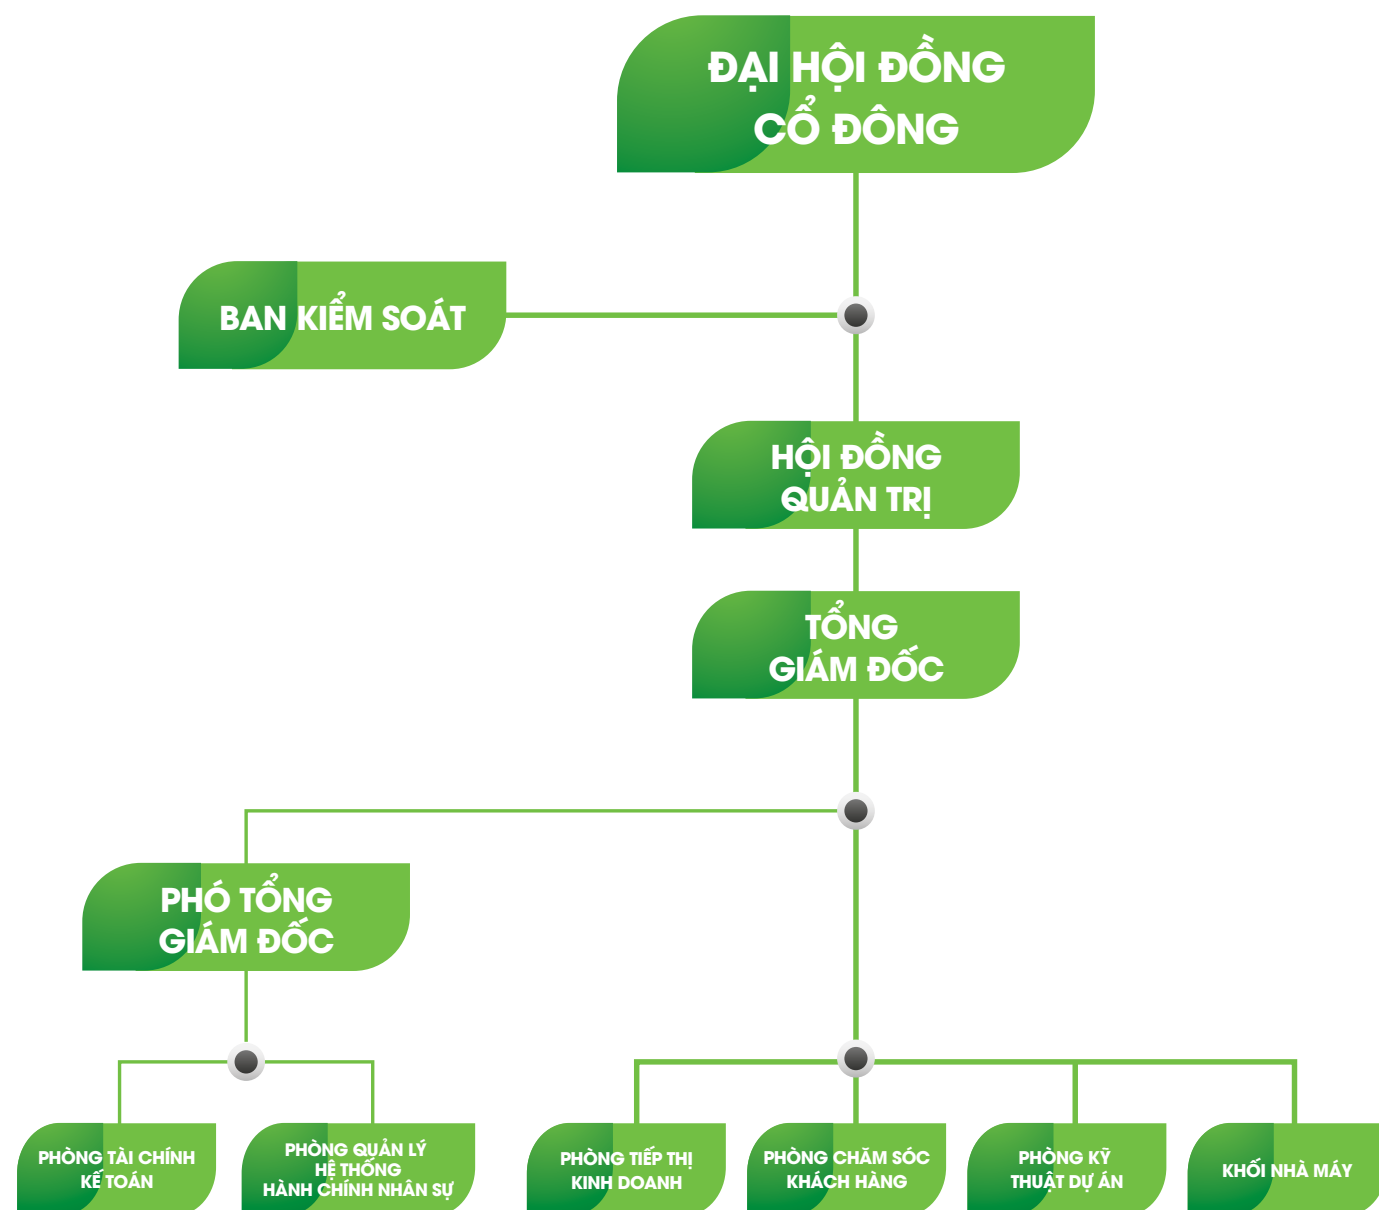 ĐẠI HỘI ĐỒNG
CỔ ĐÔNG
BAN KIỂM SOÁT
HỘI ĐỒNG
QUẢN TRỊ
TỔNG
GIÁM ĐỐC
PHÓ TỔNG
GIÁM ĐỐC
PHÒNG TÀI CHÍNH
KẾ TOÁN
PHÒNG QUẢN LÝ
HỆ THỐNG
HÀNH CHÍNH NHÂN SỰ
PHÒNG TIẾP THỊ
KINH DOANH
PHÒNG CHĂM SÓC
KHÁCH HÀNG
PHÒNG KỸ
THUẬT DỰ ÁN
KHỐI NHÀ MÁY